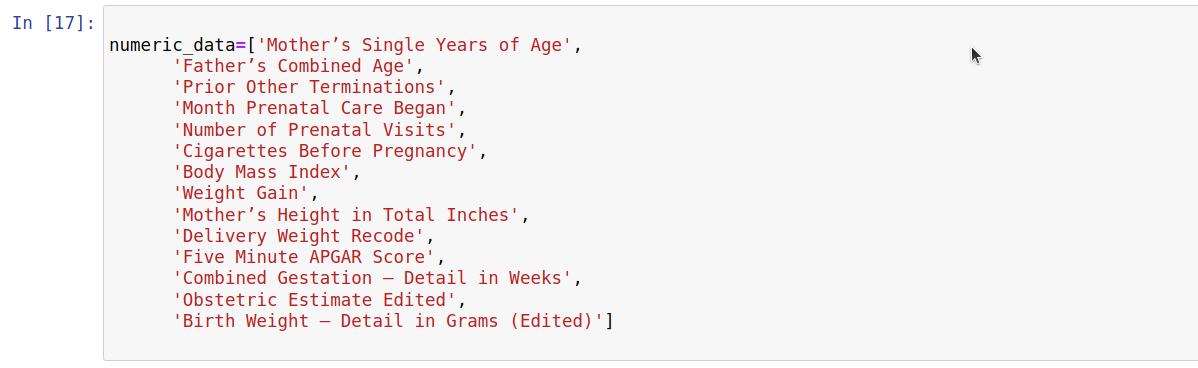 In [17]:
numeric_data=['Mother’s Single Years of Age',
'Father’s Combined Age',
'Prior Other Terminations',
'Month Prenatal Care Began',
'Number of Prenatal Visits',
'Cigarettes Before Pregnancy',
'Body Mass Index',
'Weight Gain',
'Mother’s Height in Total Inches',
'Delivery Weight Recode',
'Five Minute APGAR Score',
'Combined Gestation – Detail in Weeks',
'Obstetric Estimate Edited',
'Birth Weight – Detail in Grams (Edited)']